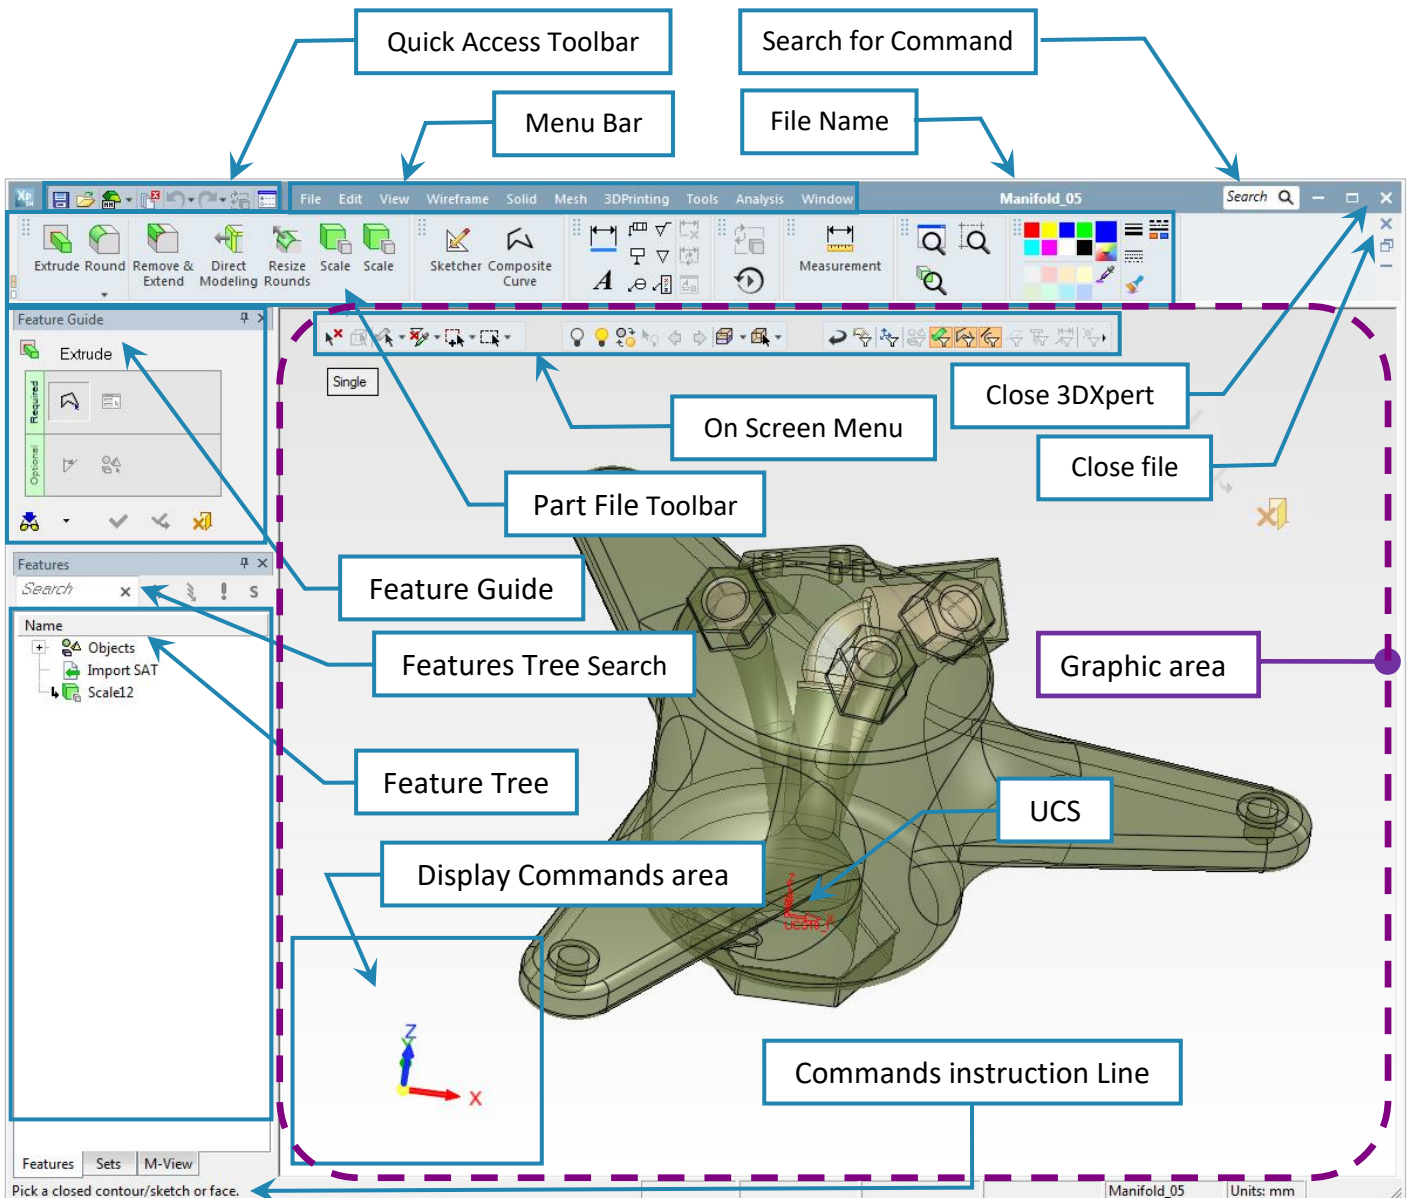 Quick Access Toolbar
Search for Command
Menu Bar
File Name
File Edit View Wireframe Solid Mesh 3DPrinting Tools Analysis Window
Manifold_05
Search
Extrude Round Remove & Extend Direct Modeling Resize Rounds Scale Scale
Sketcher Composite Curve
A
Measurement
Feature Guide
Extrude
Required
Optional
Single
On Screen Menu
Close 3DXpert
Close file
Part File Toolbar
Feature Guide
Features
Search
S
Name
Objects
Import SAT
Scale12
Features Tree Search
Graphic area
Feature Tree
UCS
Display Commands area
Z
X
Z
Y
X
Commands instruction Line
Features Sets M-View
Pick a closed contour/sketch or face.
Manifold_05
Units: mm